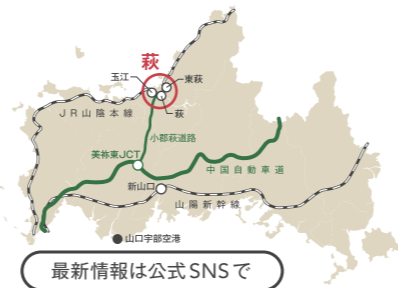 萩
玉江
東萩
萩
JR山陰本線
小郡萩道路
美祢東JCT
中国自動車道
新山口
山陽新幹線
山口宇部空港
最新情報は公式SNSで